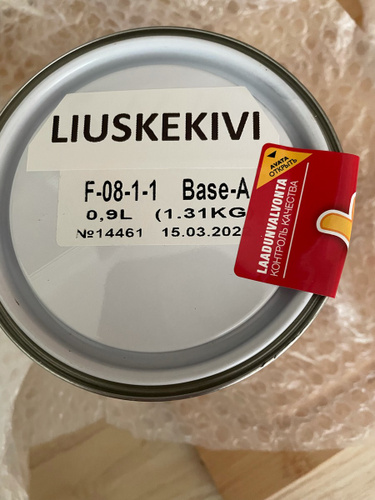 LIUSKEKIVI
F-08-1-1 Base-A
0,9L (1.31KG
№14461 15.03.202
AVATA
ОТКРЫТЬ
LAADUNVALVONTA
КОНТРОЛЬ КАЧЕСТВА